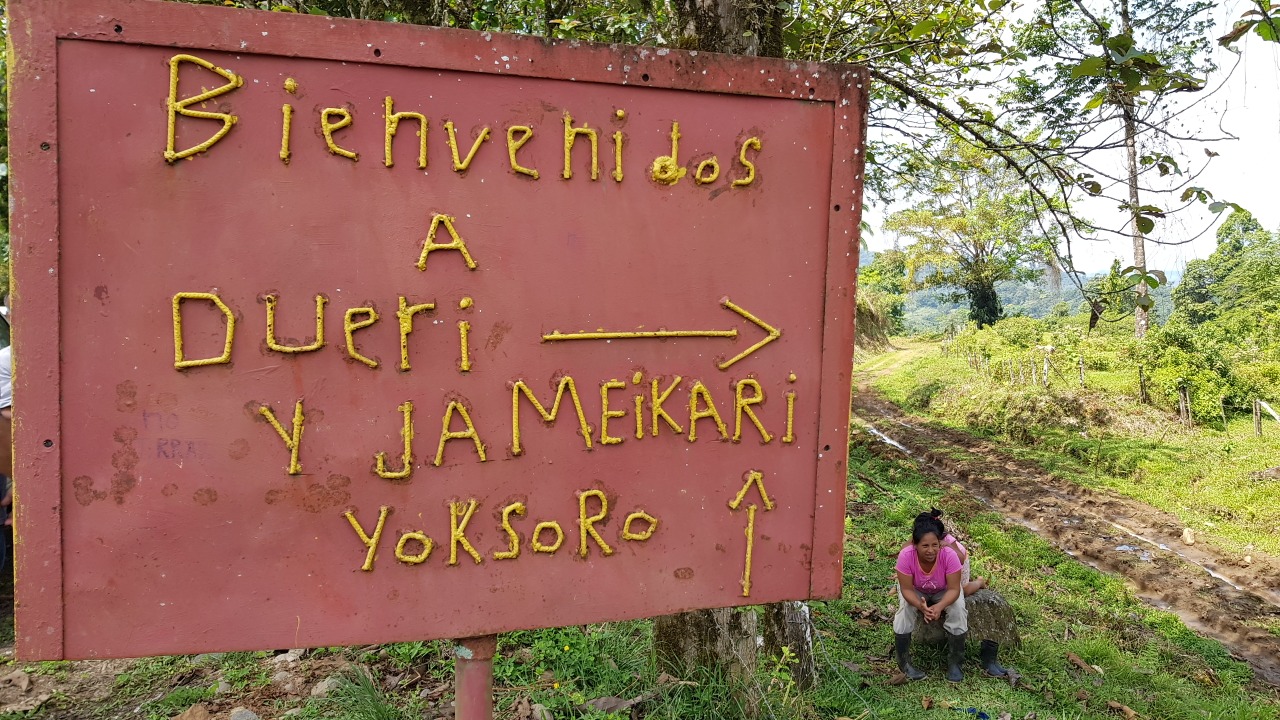 Bienvenidos
A
Dueri →
Y JAMEiKARi
YoKSoRo ↑